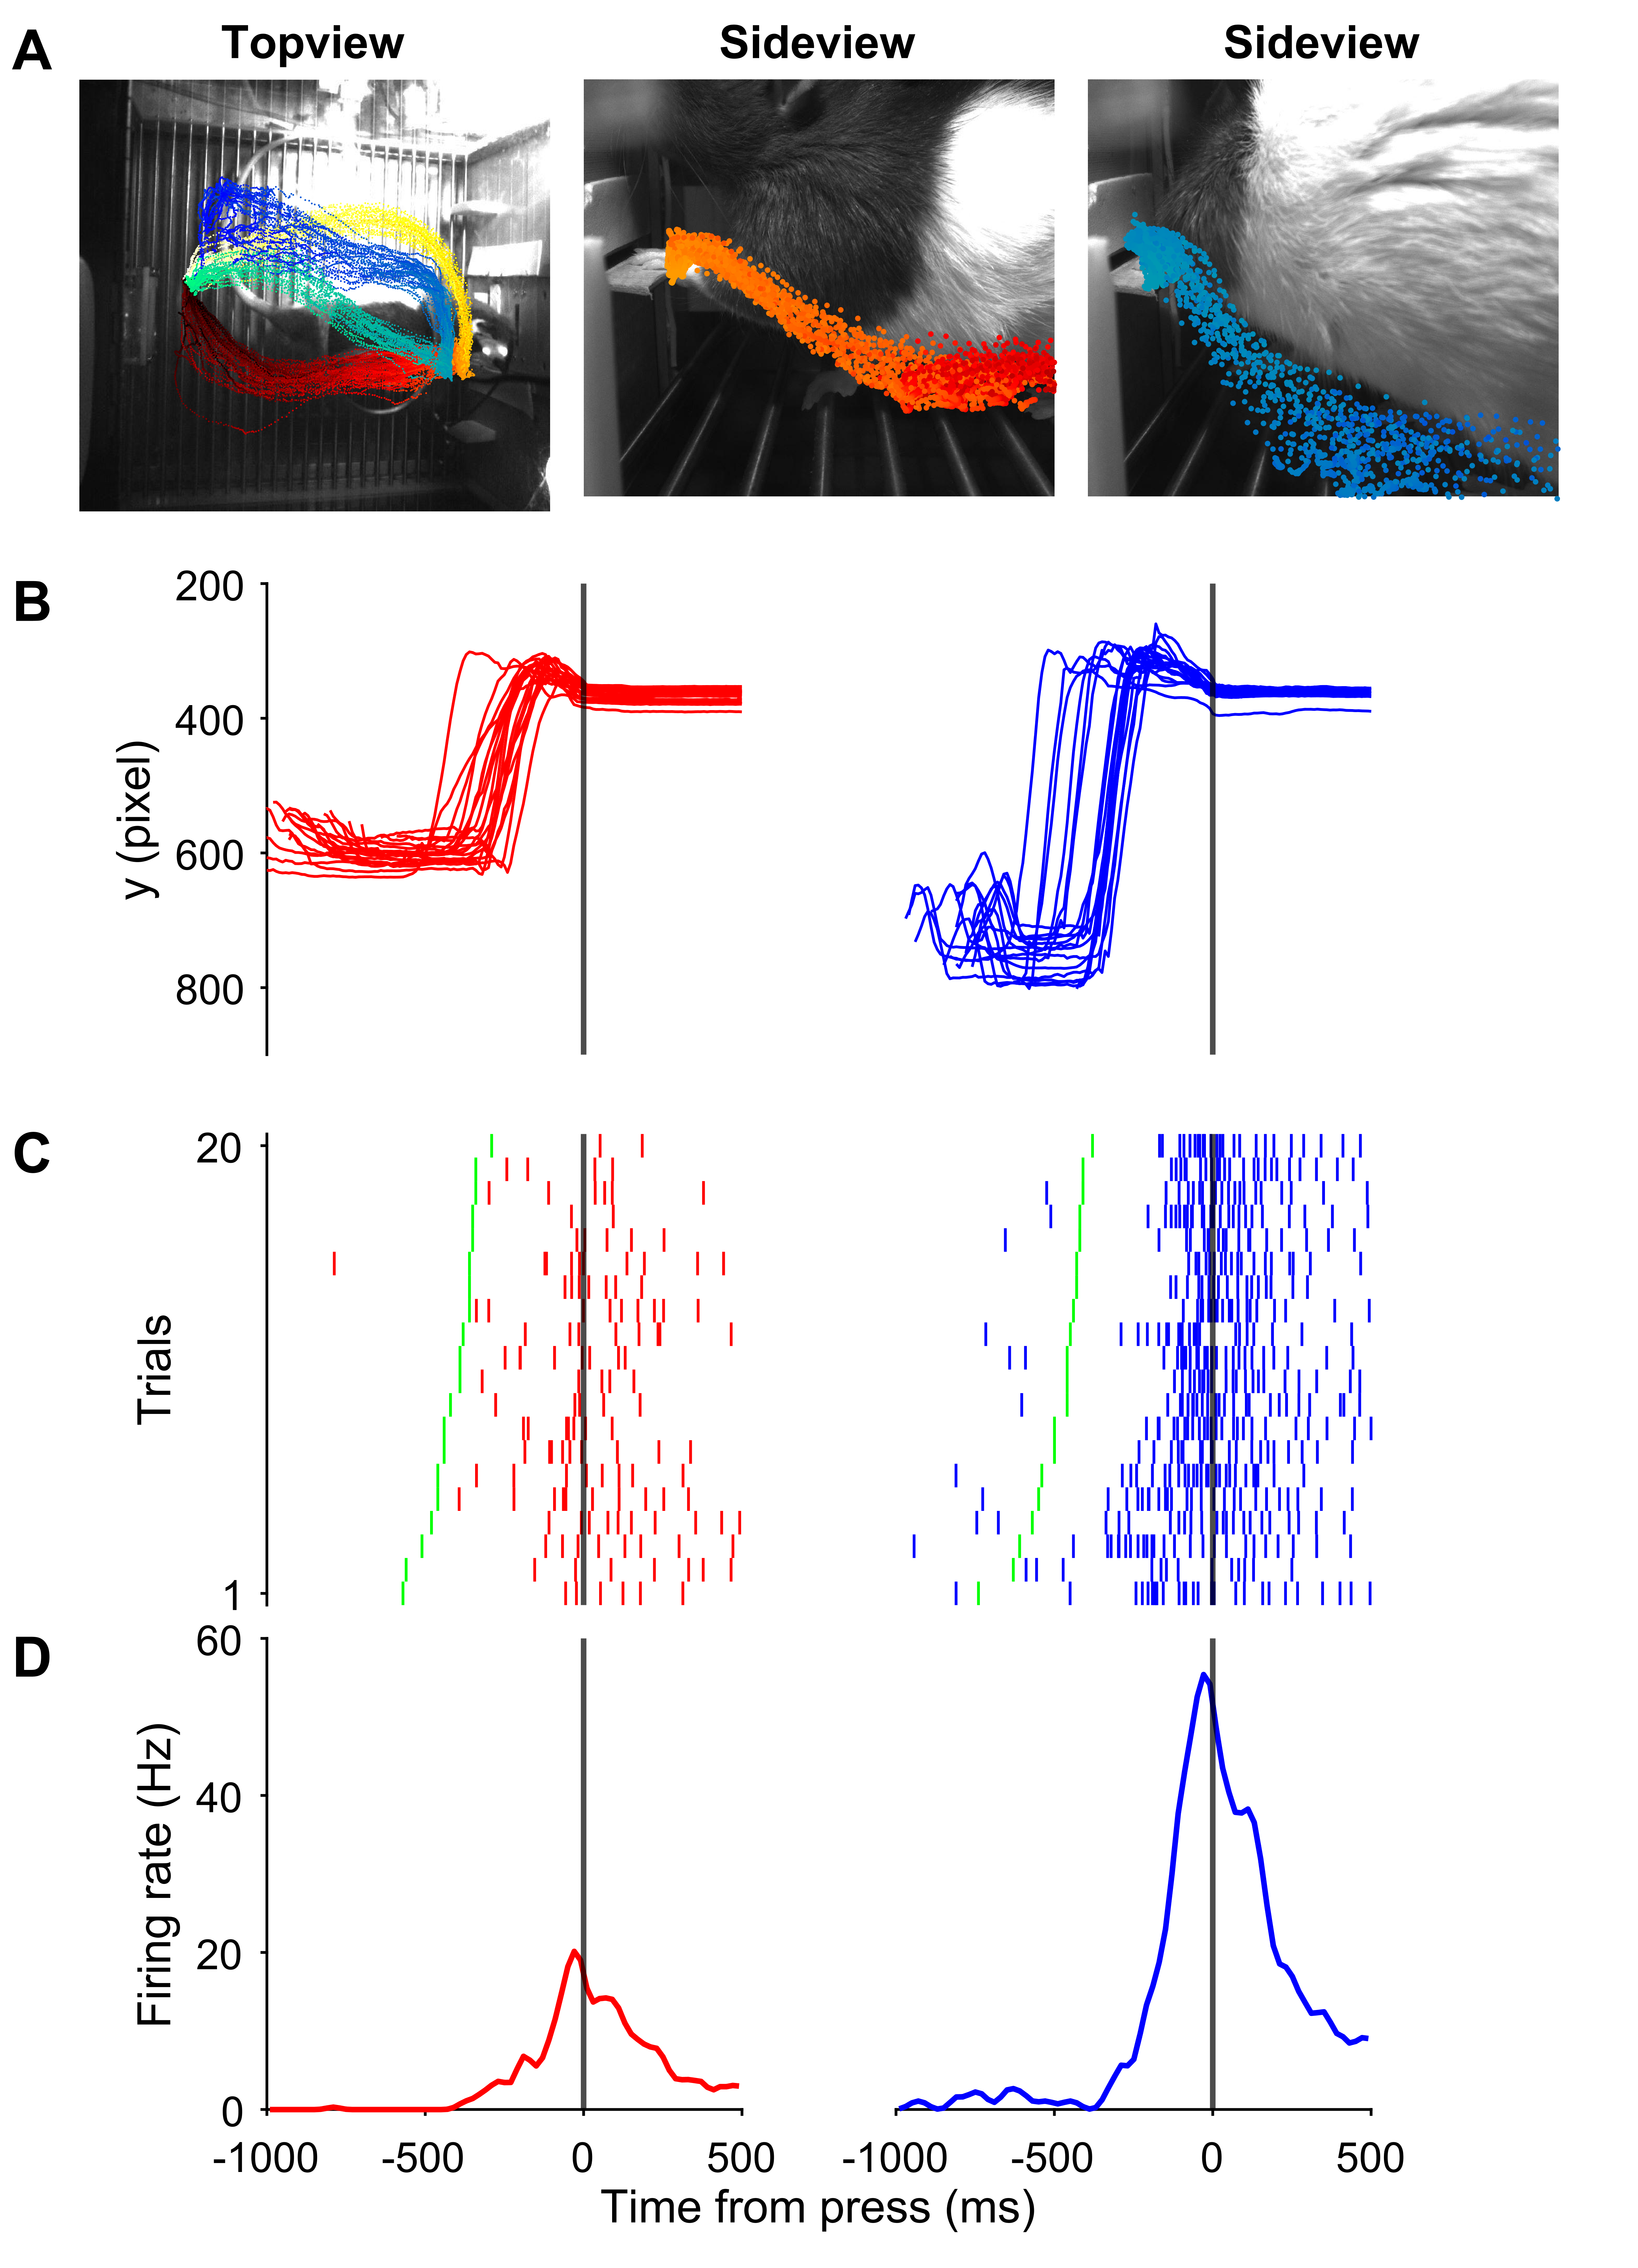 A
Topview
Sideview
Sideview
B
200
400
600
800
y (pixel)
C
20
1
Trials
D
60
40
20
0
Firing rate (Hz)
-1000
-500
0
500
-1000
-500
0
500
Time from press (ms)